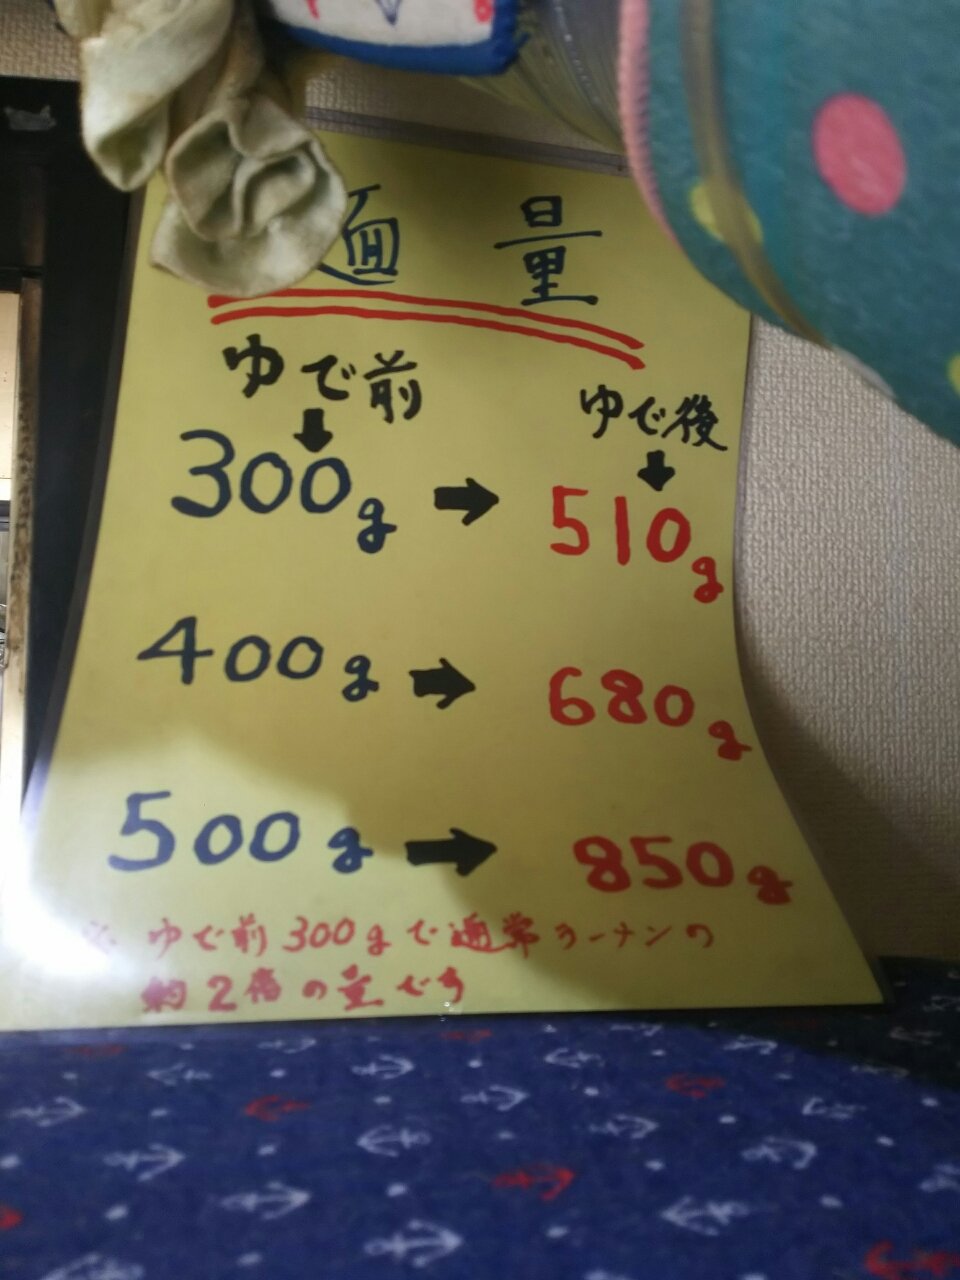 麺量
ゆで前 ゆで後
300g → 510g
400g → 680g
500g → 850g
※ ゆで前300gで通常ラーメンの
約2倍の量です